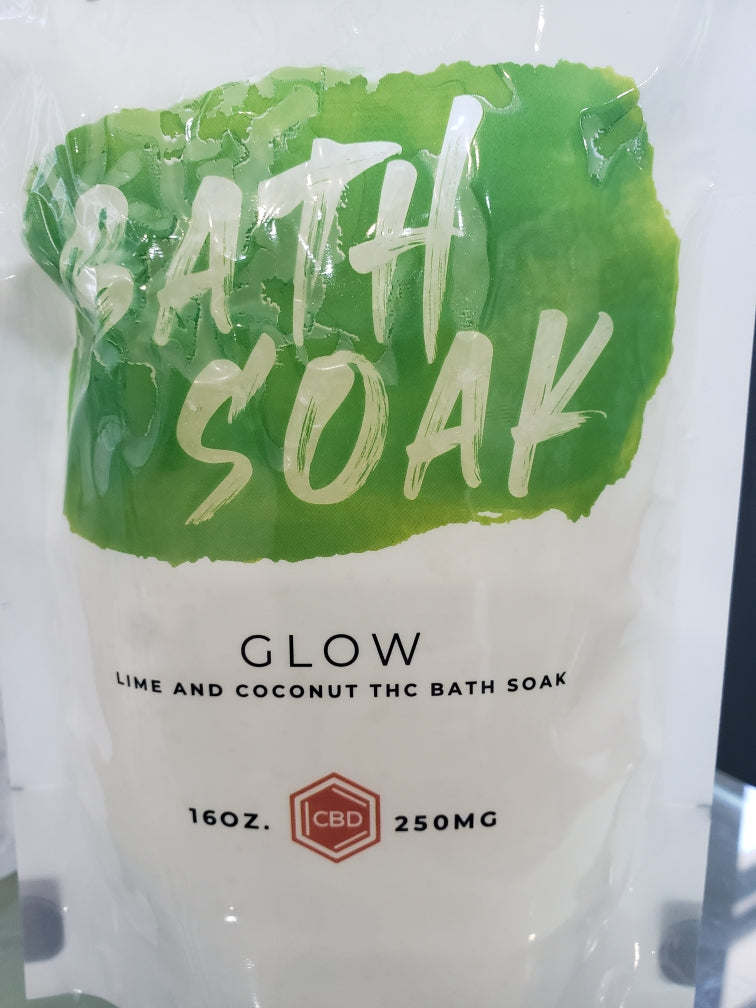 BATH
SOAK
GLOW
LIME AND COCONUT THC BATH SOAK
16OZ. CBD 250MG